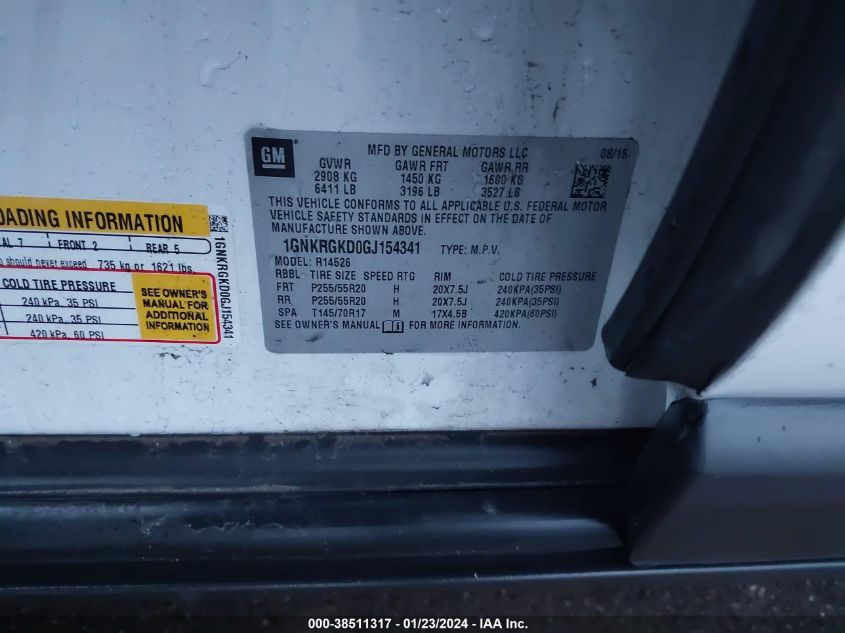 GM
MFD BY GENERAL MOTORS LLC 08/15
GVWR GAWR FRT GAWR RR
2908 KG 1450 KG 1600 KG
6411 LB 3196 LB 3527 LB
THIS VEHICLE CONFORMS TO ALL APPLICABLE U.S. FEDERAL MOTOR
VEHICLE SAFETY STANDARDS IN EFFECT ON THE DATE OF
MANUFACTURE SHOWN ABOVE.
1GNKRGKD0GJ154341 TYPE: M.P.V.
MODEL: R14526
RBBL TIRE SIZE SPEED RTG RIM COLD TIRE PRESSURE
FRT P255/55R20 H 20X7.5J 240KPA(35PSI)
RR P255/55R20 H 20X7.5J 240KPA(35PSI)
SPA T145/70R17 M 17X4.5B 420KPA(60PSI)
SEE OWNER'S MANUAL FOR MORE INFORMATION.
OADING INFORMATION
AL 7 FRONT 2 REAR 5
o should never exceed 735 kg or 1621 lbs.
COLD TIRE PRESSURE
240 kPa, 35 PSI
240 kPa, 35 PSI
420 kPa, 60 PSI
SEE OWNER'S
MANUAL FOR
ADDITIONAL
INFORMATION
1GNKRGKD0GJ154341
000-38511317 - 01/23/2024 - IAA Inc.